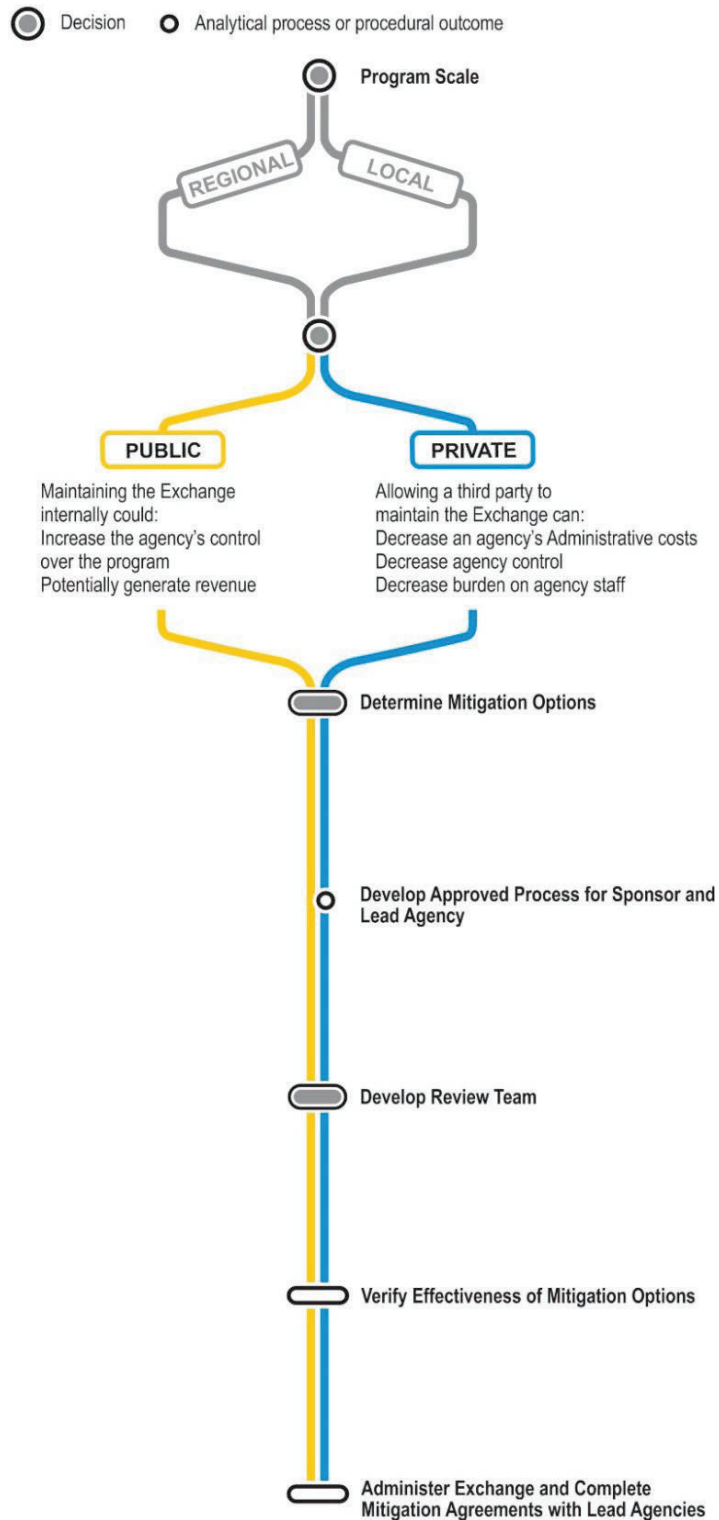 Decision
Analytical process or procedural outcome
Program Scale
REGIONAL
LOCAL
PUBLIC
Maintaining the Exchange
internally could:
Increase the agency's control
over the program
Potentially generate revenue
PRIVATE
Allowing a third party to
maintain the Exchange can:
Decrease an agency's Administrative costs
Decrease agency control
Decrease burden on agency staff
Determine Mitigation Options
Develop Approved Process for Sponsor and
Lead Agency
Develop Review Team
Verify Effectiveness of Mitigation Options
Administer Exchange and Complete
Mitigation Agreements with Lead Agencies